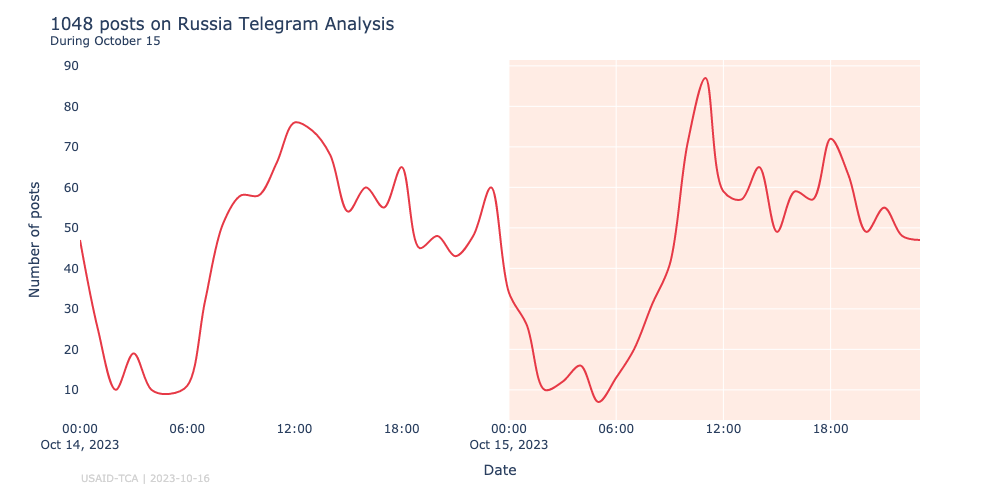 1048 posts on Russia Telegram Analysis
During October 15
90
80
70
60
50
40
30
20
10
Number of posts
00:00 06:00 12:00 18:00 00:00 06:00 12:00 18:00
Oct 14, 2023 Oct 15, 2023
Date
USAID-TCA | 2023-10-16